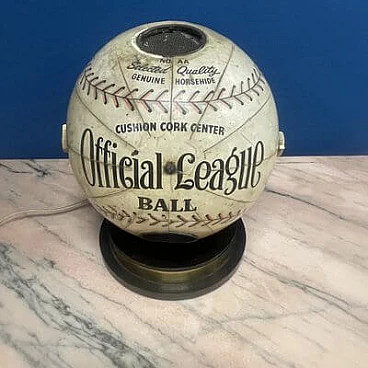 No. AA
Selected Quality
GENUINE HORSEHIDE
CUSHION CORK CENTER
Official League
BALL